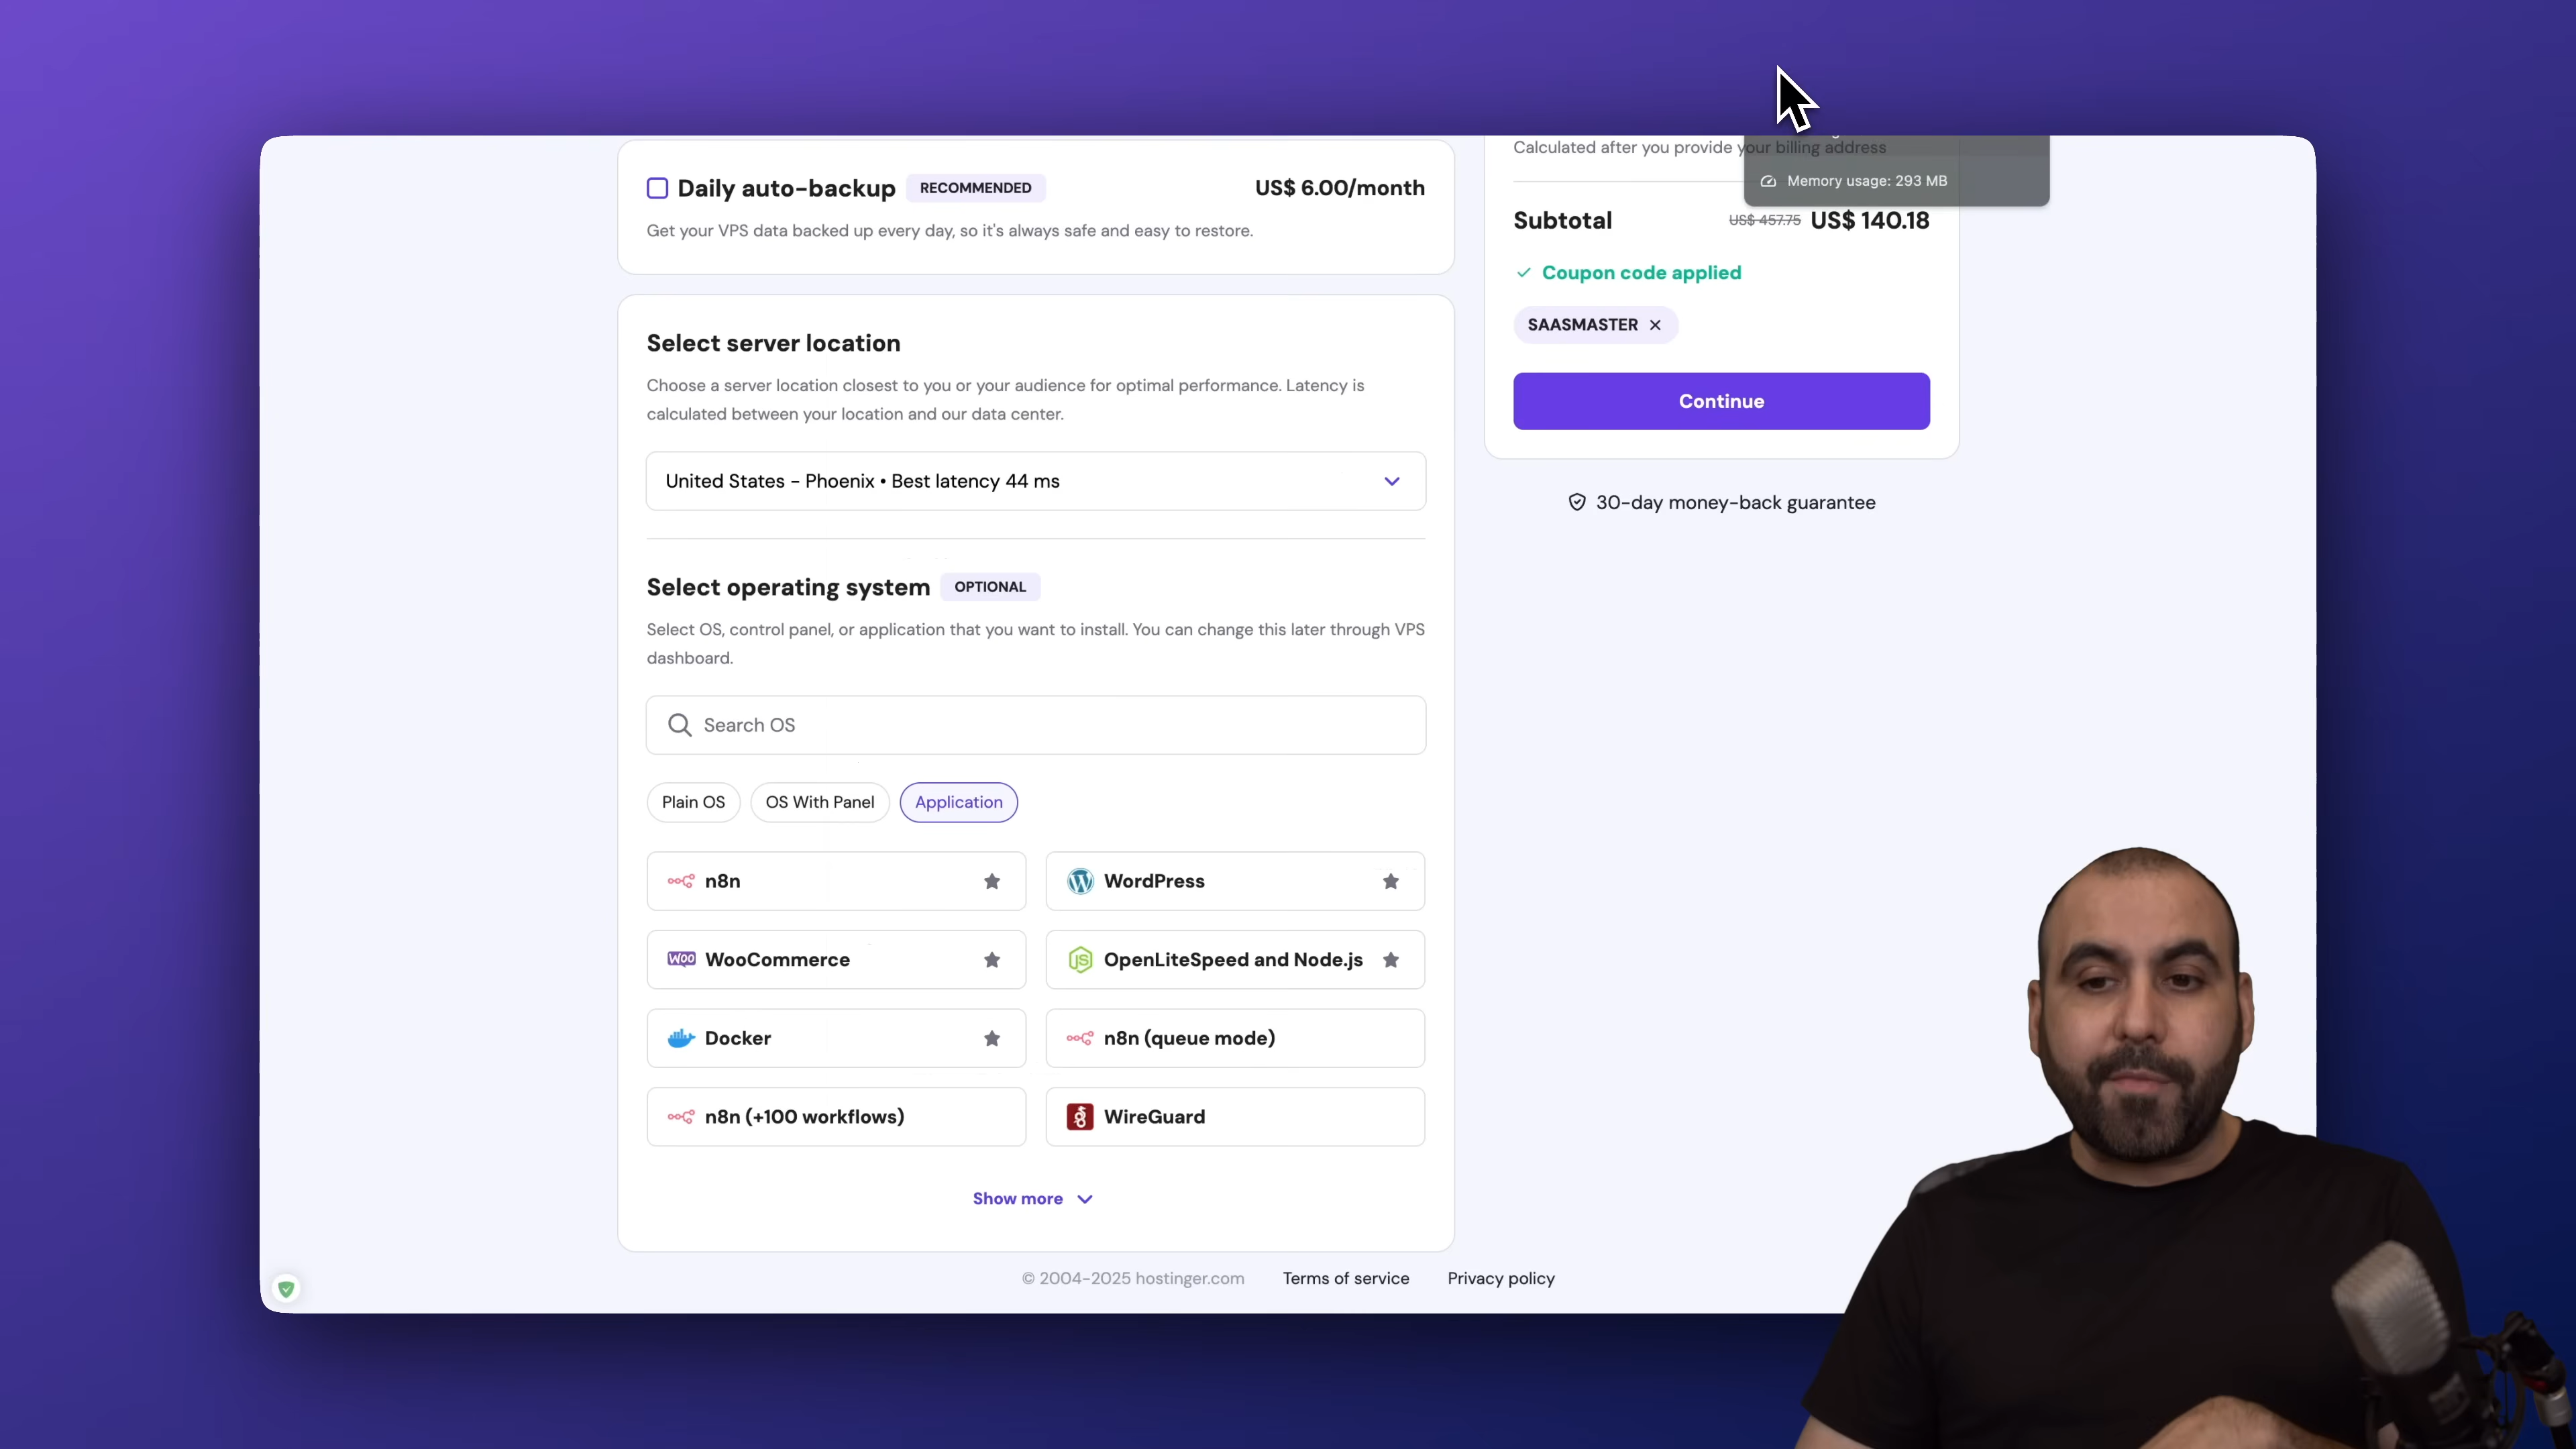 Daily auto-backup
RECOMMENDED
US$ 6.00/month
Get your VPS data backed up every day, so it's always safe and easy to restore.
Select server location
Choose a server location closest to you or your audience for optimal performance. Latency is
calculated between your location and our data center.
United States - Phoenix • Best latency 44 ms
Select operating system
OPTIONAL
Select OS, control panel, or application that you want to install. You can change this later through VPS
dashboard.
Search OS
Plain OS
OS With Panel
Application
n8n
WordPress
Woo
WooCommerce
JS
OpenLiteSpeed and Node.js
Docker
n8n (queue mode)
n8n (+100 workflows)
WireGuard
Show more
Calculated after you provide your billing address
Memory usage: 293 MB
Subtotal
US$ 457.75
US$ 140.18
Coupon code applied
SAASMASTER
Continue
30-day money-back guarantee
© 2004-2025 hostinger.com
Terms of service
Privacy policy